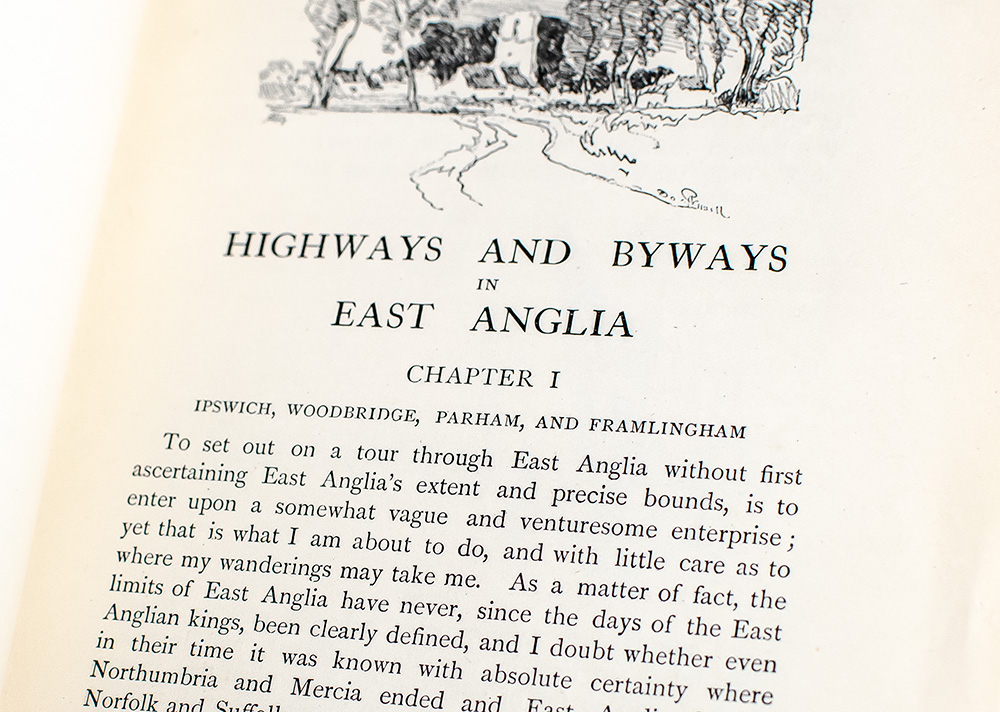 HIGHWAYS AND BYWAYS
IN
EAST ANGLIA
CHAPTER I
IPSWICH, WOODBRIDGE, PARHAM, AND FRAMLINGHAM
To set out on a tour through East Anglia without first
ascertaining East Anglia's extent and precise bounds, is to
enter upon a somewhat vague and venturesome enterprise ;
yet that is what I am about to do, and with little care as to
where my wanderings may take me. As a matter of fact, the
limits of East Anglia have never, since the days of the East
Anglian kings, been clearly defined, and I doubt whether even
in their time it was known with absolute certainty where
Northumbria and Mercia ended and East
Norfolk and